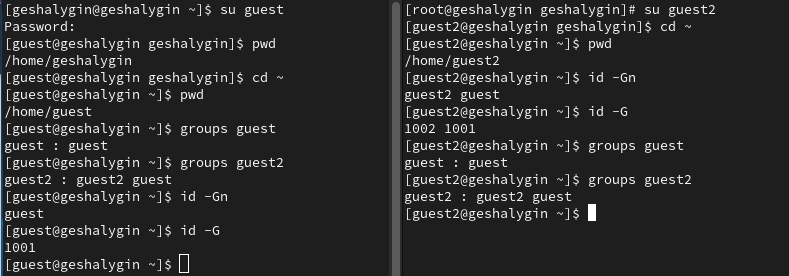 [geshalygin@geshalygin ~]$ su guest
Password:
[guest@geshalygin geshalygin]$ pwd
/home/geshalygin
[guest@geshalygin geshalygin]$ cd ~
[guest@geshalygin ~]$ pwd
/home/guest
[guest@geshalygin ~]$ groups guest
guest : guest
[guest@geshalygin ~]$ groups guest2
guest2 : guest2 guest
[guest@geshalygin ~]$ id -Gn
guest
[guest@geshalygin ~]$ id -G
1001
[guest@geshalygin ~]$
[root@geshalygin geshalygin]# su guest2
[guest2@geshalygin geshalygin]$ cd ~
[guest2@geshalygin ~]$ pwd
/home/guest2
[guest2@geshalygin ~]$ id -Gn
guest2 guest
[guest2@geshalygin ~]$ id -G
1002 1001
[guest2@geshalygin ~]$ groups guest
guest : guest
[guest2@geshalygin ~]$ groups guest2
guest2 : guest2 guest
[guest2@geshalygin ~]$